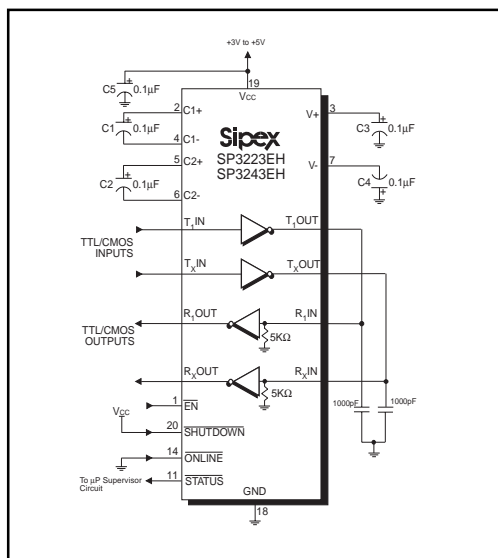 +3V to +5V
19
VCC
C5
+
0.1µF
2
C1+
C1
+
0.1µF
4
C1-
5
C2+
C2
+
0.1µF
6
C2-
Sipex
SP3223EH
SP3243EH
3
V+
C3
+
0.1µF
7
V-
C4
+
0.1µF
T1IN
T1OUT
TTL/CMOS
INPUTS
TXIN
TXOUT
R1OUT
R1IN
TTL/CMOS
OUTPUTS
5KΩ
RXOUT
RXIN
5KΩ
1000pF
1000pF
1
EN
VCC
20
SHUTDOWN
14
ONLINE
To µP Supervisor
Circuit
11
STATUS
GND
18